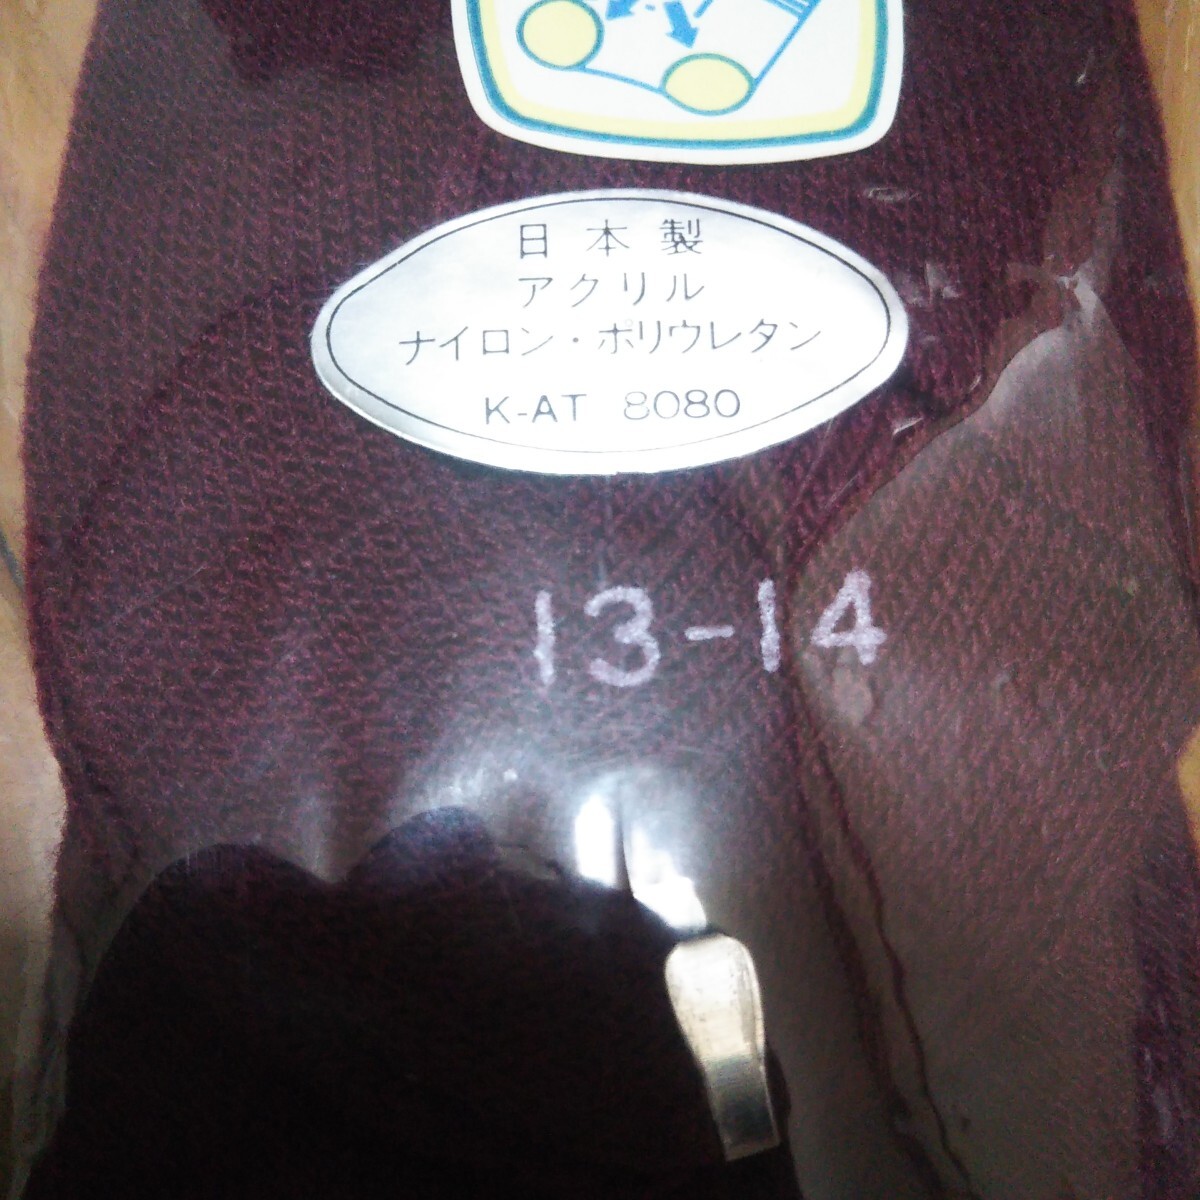 日本製
アクリル
ナイロン・ポリウレタン
K-AT 8080
13-14